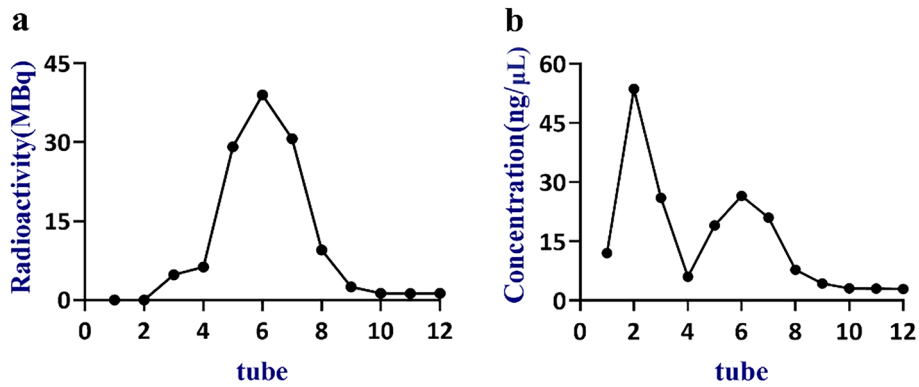 a
Radioactivity(MBq)
45
30
15
0
0 2 4 6 8 10 12
tube
b
Concentration(ng/μL)
60
45
30
15
0
0 2 4 6 8 10 12
tube